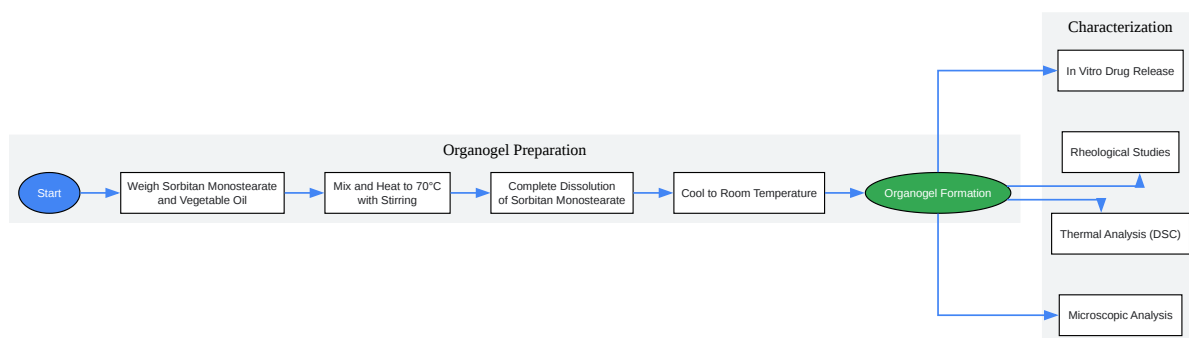 Characterization
In Vitro Drug Release
Rheological Studies
Organogel Preparation
Start
Weigh Sorbitan Monostearate
and Vegetable Oil
Mix and Heat to 70°C
with Stirring
Complete Dissolution
of Sorbitan Monostearate
Cool to Room Temperature
Organogel Formation
Thermal Analysis (DSC)
Microscopic Analysis